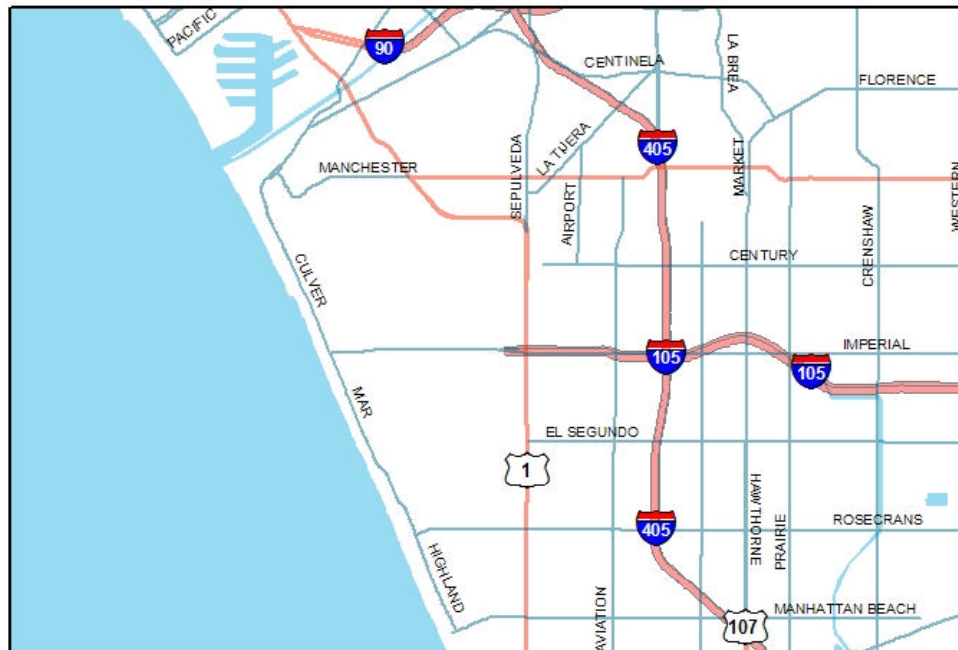 PACIFIC
90
CENTINELA
LA BREA
FLORENCE
405
LA TIJERA
MANCHESTER
SEPULVEDA
MARKET
AIRPORT
WESTERN
CRENSHAW
CULVER
CENTURY
IMPERIAL
105
105
MAR
EL SEGUNDO
1
HAWTHORNE
PRAIRIE
405
ROSECRANS
HIGHLAND
AVIATION
MANHATTAN BEACH
107